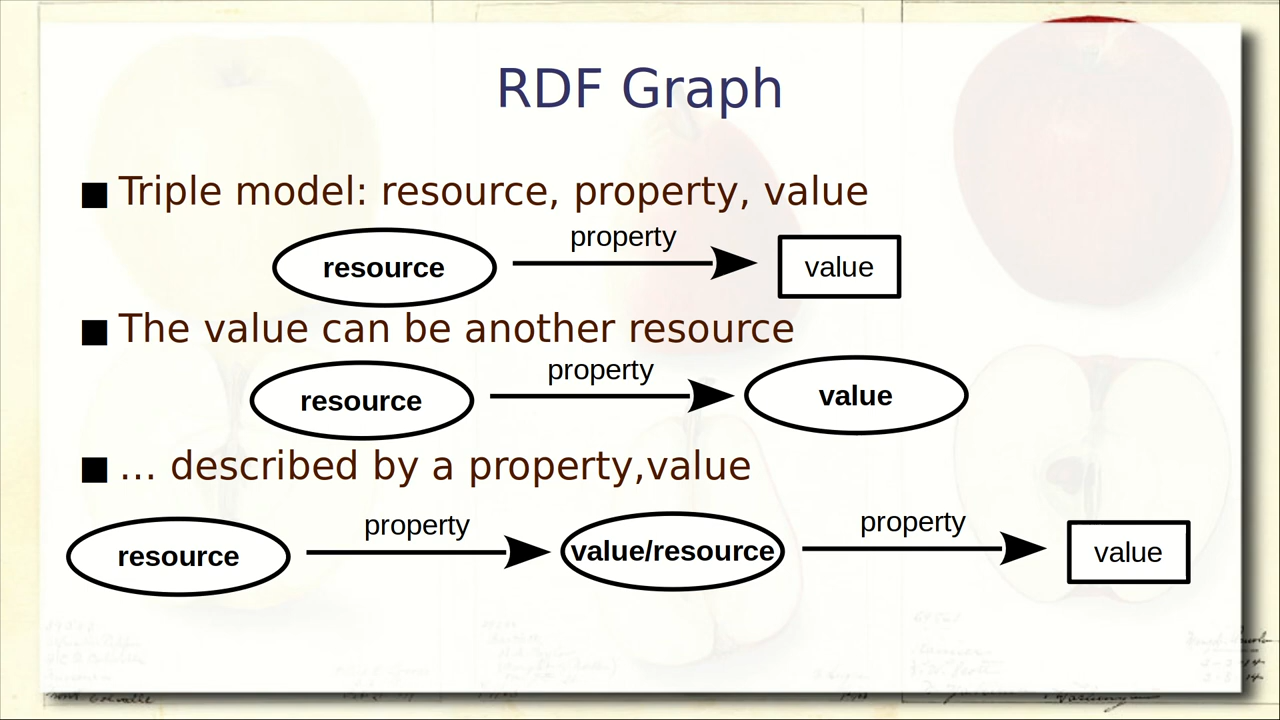 RDF Graph
■ Triple model: resource, property, value
property
resource
value
■ The value can be another resource
property
resource
value
■ … described by a property,value
property
property
resource
value/resource
value